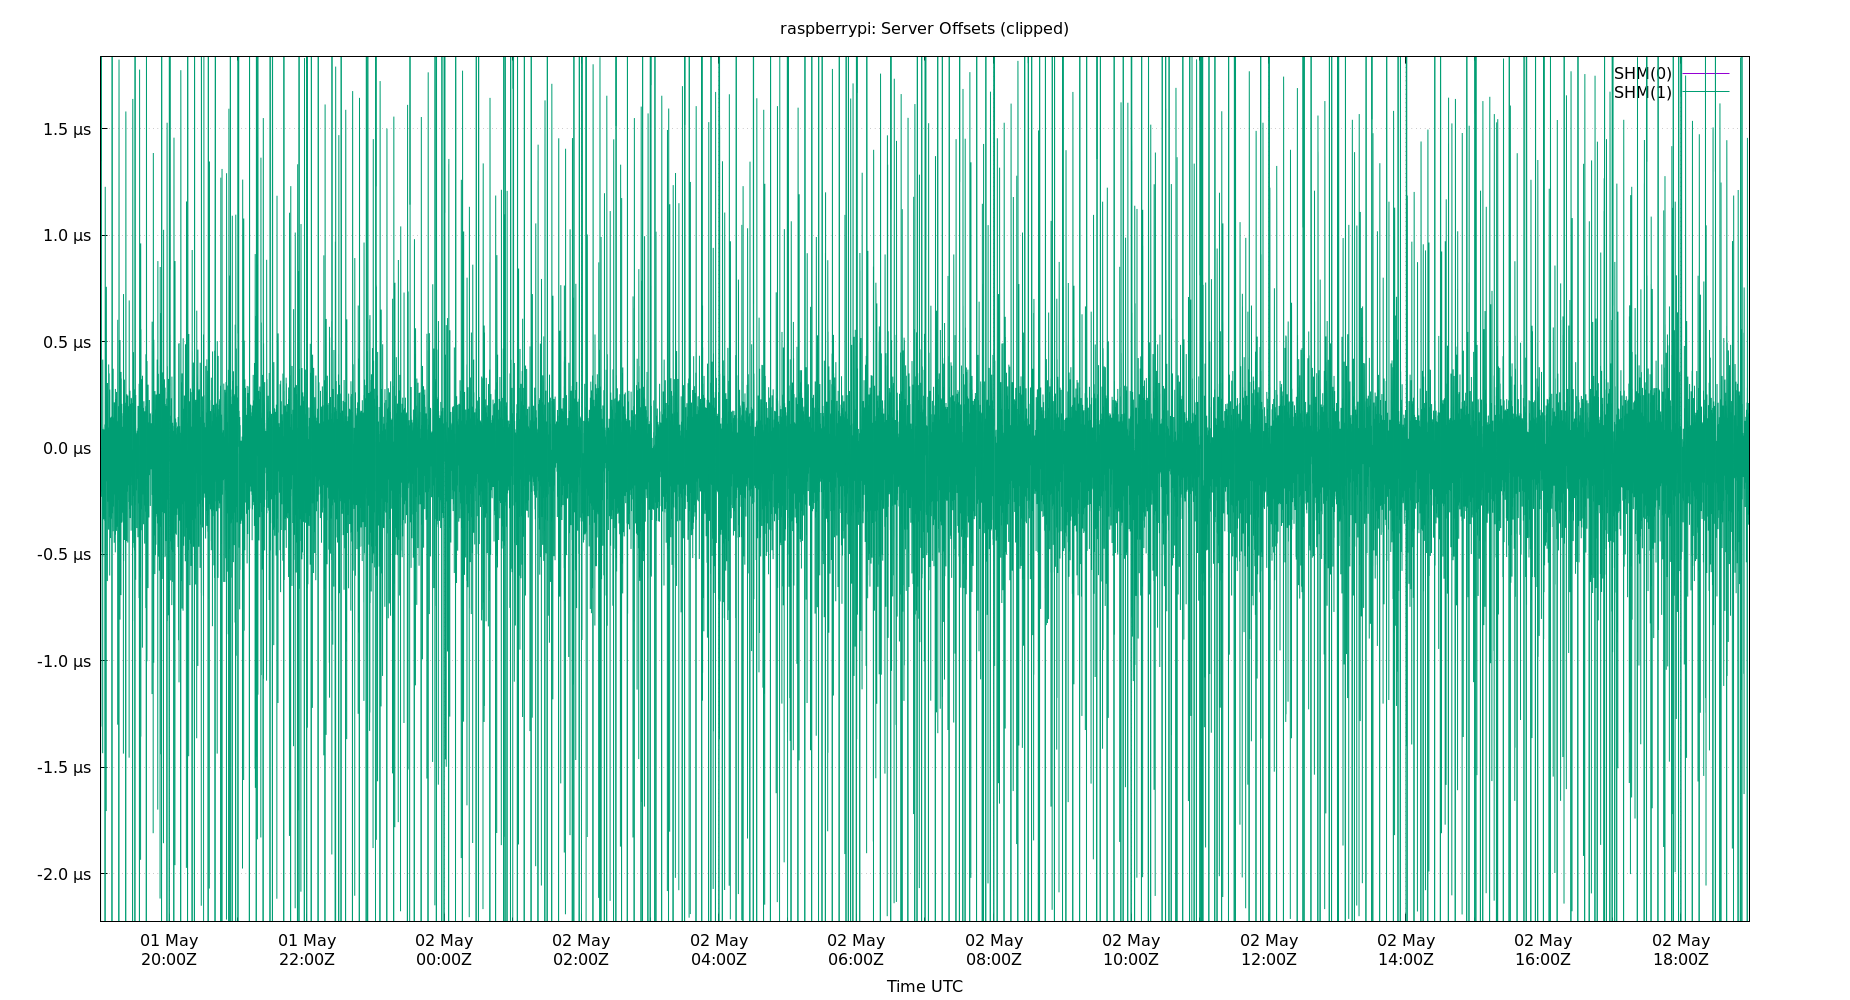 raspberrypi: Server Offsets (clipped)
SHM(0)
SHM(1)
1.5 µs
1.0 µs
0.5 µs
0.0 µs
-0.5 µs
-1.0 µs
-1.5 µs
-2.0 µs
01 May 01 May 02 May 02 May 02 May 02 May 02 May 02 May 02 May 02 May 02 May 02 May
20:00Z 22:00Z 00:00Z 02:00Z 04:00Z 06:00Z 08:00Z 10:00Z 12:00Z 14:00Z 16:00Z 18:00Z
Time UTC